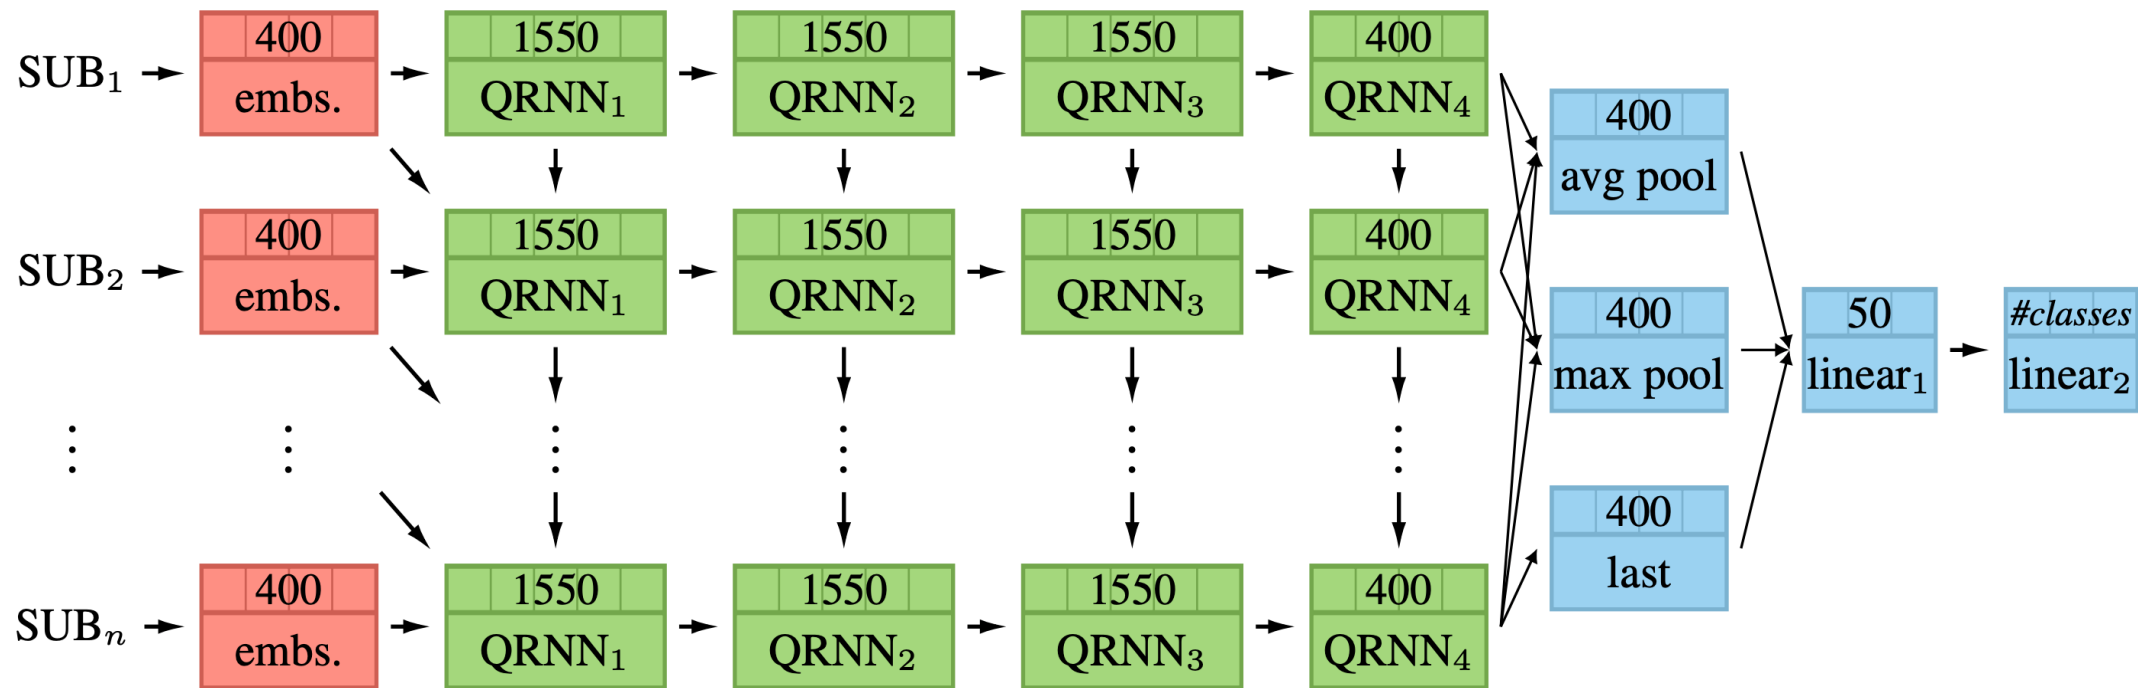 SUB₁ 400 embs. 1550 QRNN₁ 1550 QRNN₂ 1550 QRNN₃ 400 QRNN₄
400 avg pool
SUB₂ 400 embs. 1550 QRNN₁ 1550 QRNN₂ 1550 QRNN₃ 400 QRNN₄
400 max pool 50 linear₁ #classes linear₂
400 last
SUBₙ 400 embs. 1550 QRNN₁ 1550 QRNN₂ 1550 QRNN₃ 400 QRNN₄